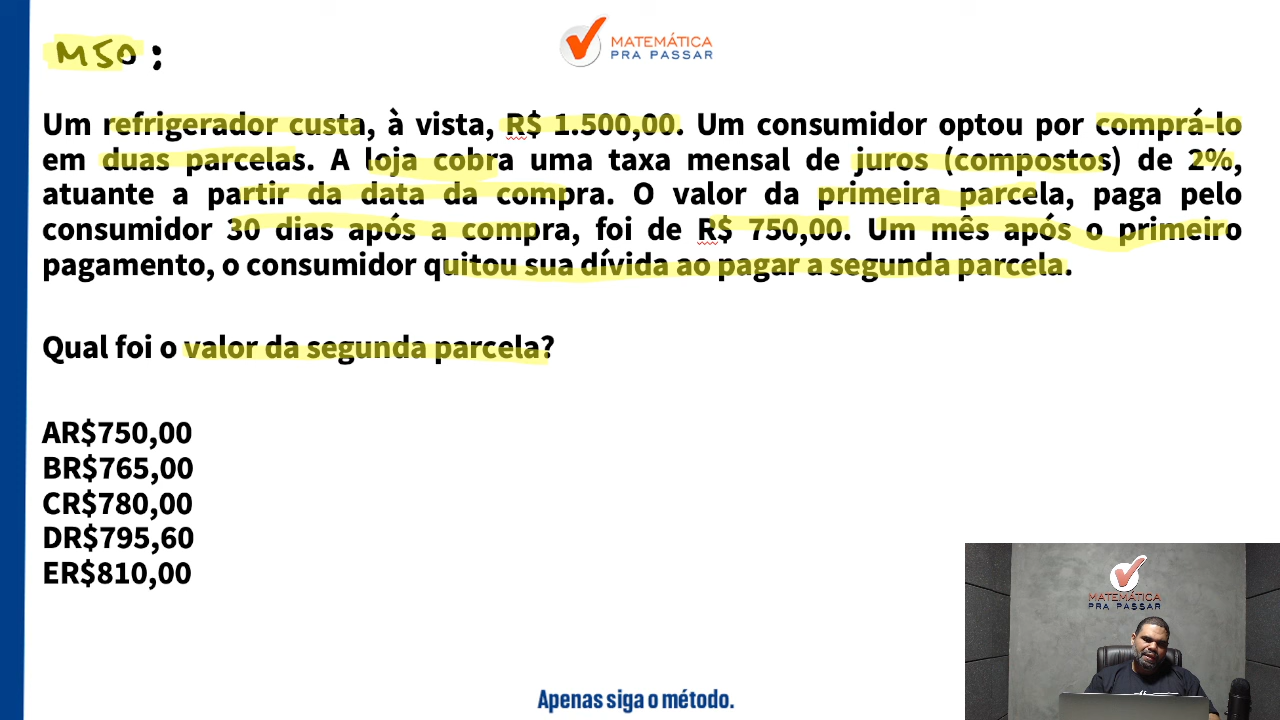 M50 :
MATEMÁTICA
PRA PASSAR
Um refrigerador custa, à vista, R$ 1.500,00. Um consumidor optou por comprá-lo
em duas parcelas. A loja cobra uma taxa mensal de juros (compostos) de 2%,
atuante a partir da data da compra. O valor da primeira parcela, paga pelo
consumidor 30 dias após a compra, foi de R$ 750,00. Um mês após o primeiro
pagamento, o consumidor quitou sua dívida ao pagar a segunda parcela.
Qual foi o valor da segunda parcela?
AR$750,00
BR$765,00
CR$780,00
DR$795,60
ER$810,00
MATEMÁTICA
PRA PASSAR
Apenas siga o método.